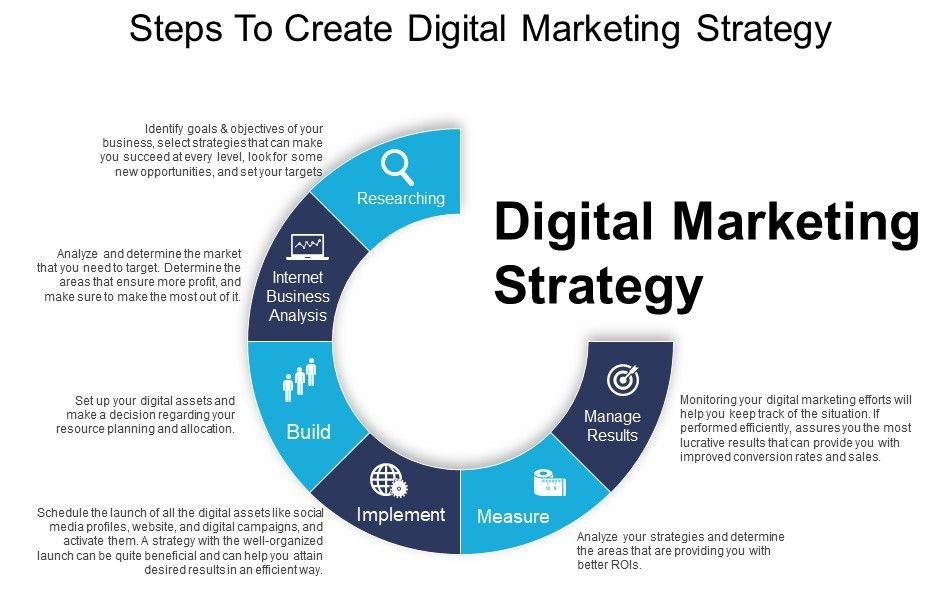 Steps To Create Digital Marketing Strategy
Identify goals & objectives of your
business, select strategies that can make
you succeed at every level, look for some
new opportunities, and set your targets
Researching
Digital Marketing
Strategy
Analyze and determine the market
that you need to target. Determine the
areas that ensure more profit, and
make sure to make the most out of it.
Internet
Business
Analysis
Set up your digital assets and
make a decision regarding your
resource planning and allocation.
Build
Schedule the launch of all the digital assets like social
media profiles, website, and digital campaigns, and
activate them. A strategy with the well-organized
launch can be quite beneficial and can help you attain
desired results in an efficient way.
Implement
Measure
Analyze your strategies and determine
the areas that are providing you with
better ROIs.
Manage
Results
Monitoring your digital marketing efforts will
help you keep track of the situation. If
performed efficiently, assures you the most
lucrative results that can provide you with
improved conversion rates and sales.